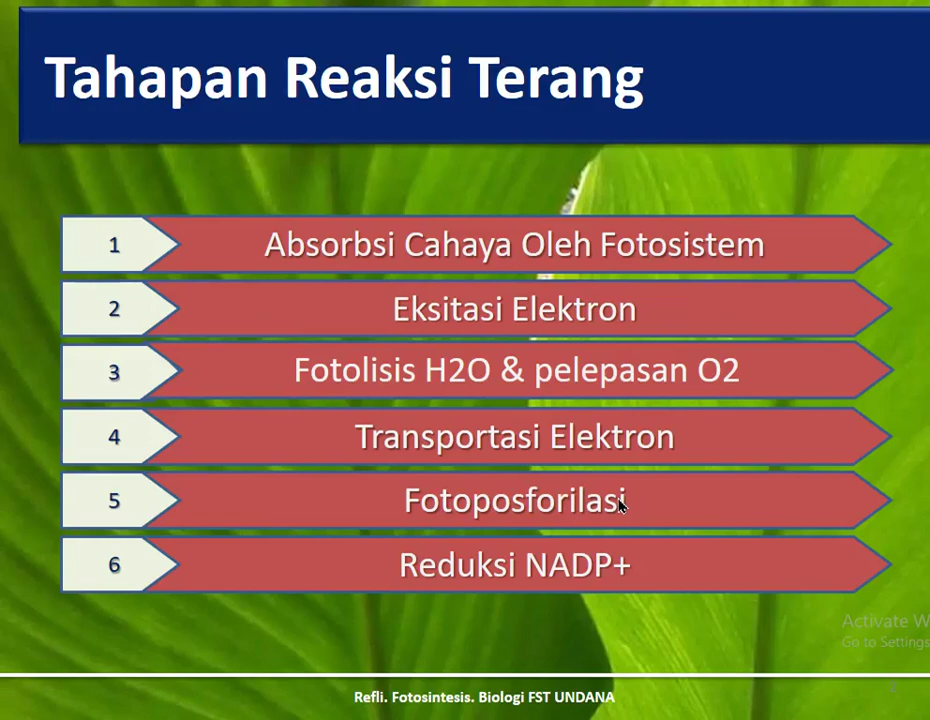 Tahapan Reaksi Terang
1 Absorbsi Cahaya Oleh Fotosistem
2 Eksitasi Elektron
3 Fotolisis H2O & pelepasan O2
4 Transportasi Elektron
5 Fotoposforilasi
6 Reduksi NADP+
Activate W
Go to Settings
Refli. Fotosintesis. Biologi FST UNDANA